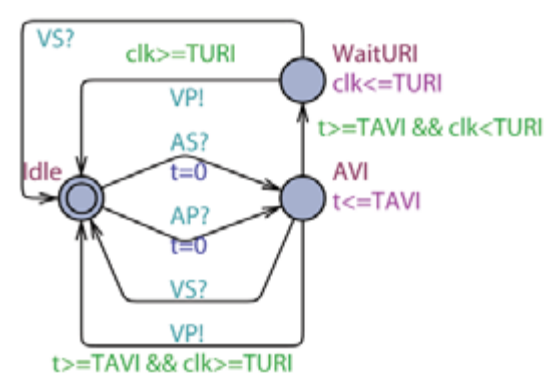 VS?
clk>=TURI
WaitURI
clk<=TURI
VP!
t>=TAVI && clk<TURI
AS?
Idle
t=0
AVI
t<=TAVI
AP?
t=0
VS?
VP!
t>=TAVI && clk>=TURI